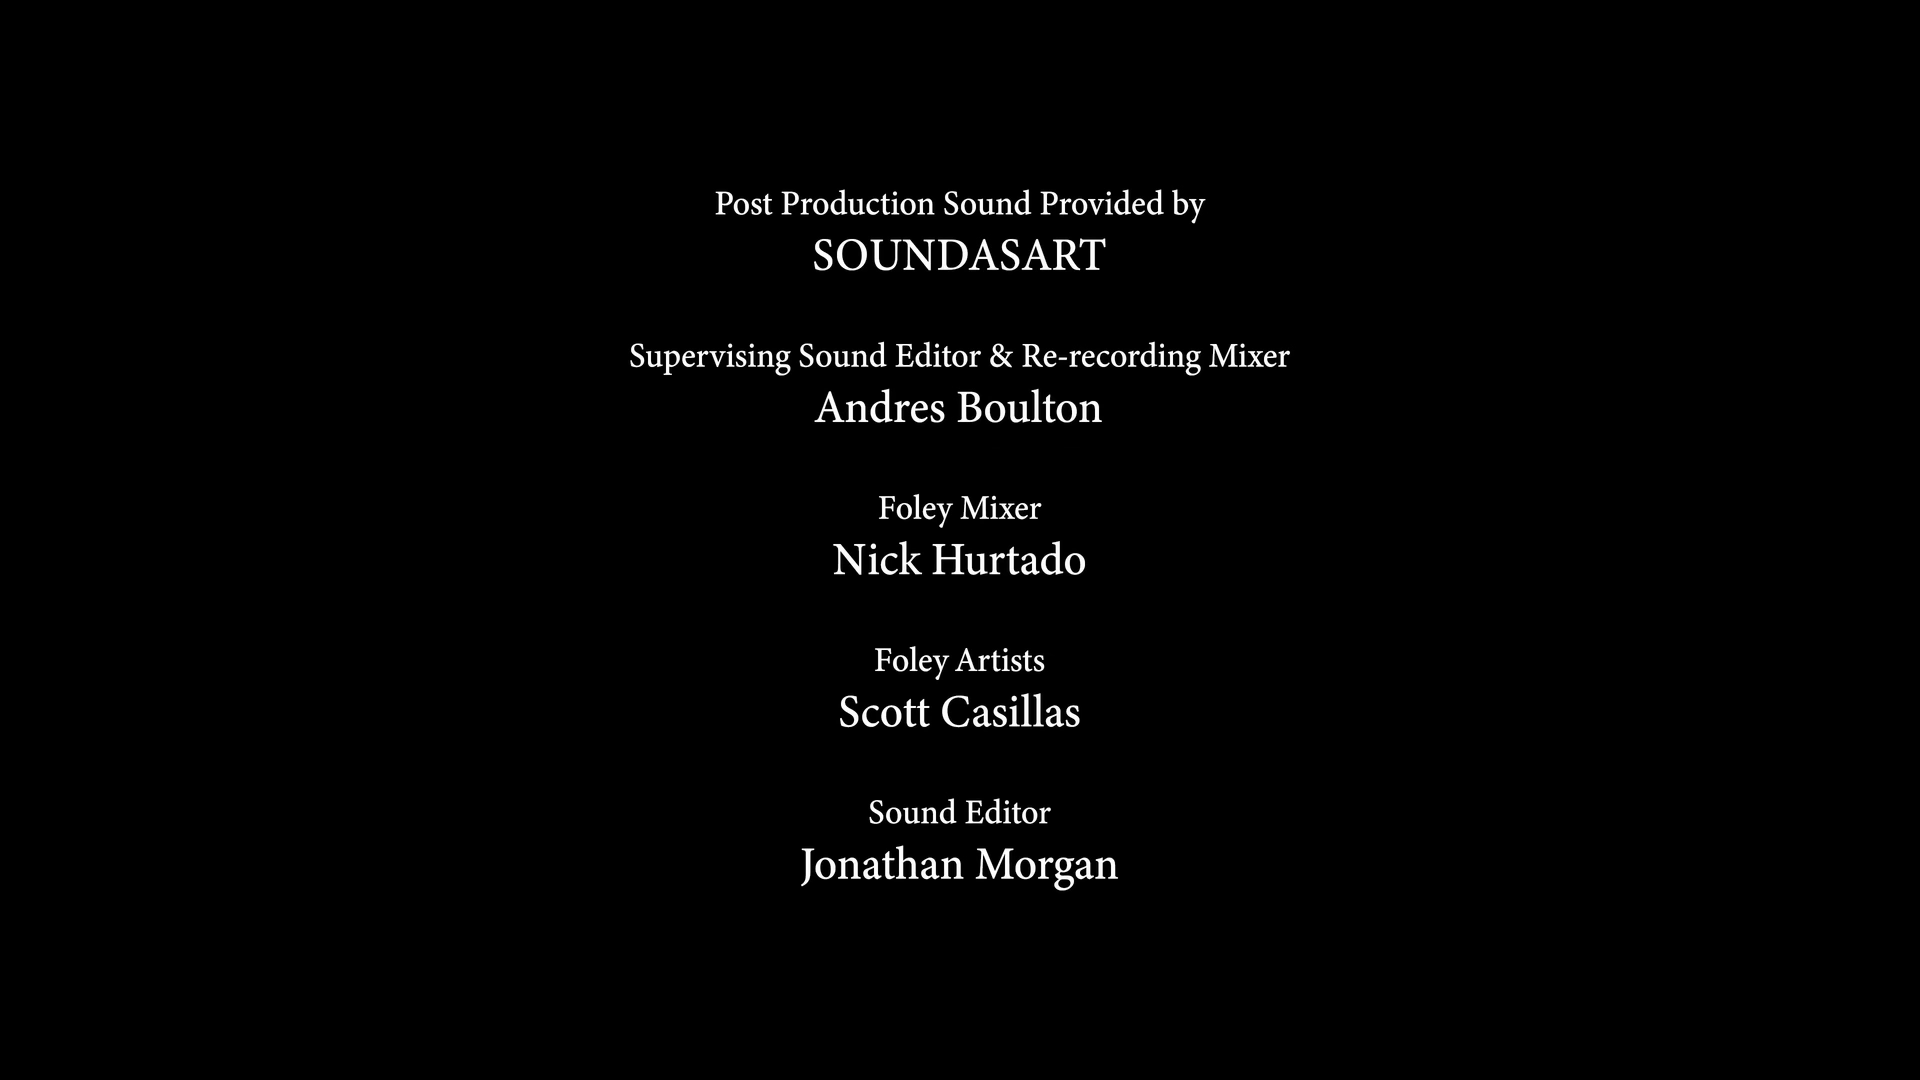 Post Production Sound Provided by
SOUNDASART
Supervising Sound Editor & Re-recording Mixer
Andres Boulton
Foley Mixer
Nick Hurtado
Foley Artists
Scott Casillas
Sound Editor
Jonathan Morgan